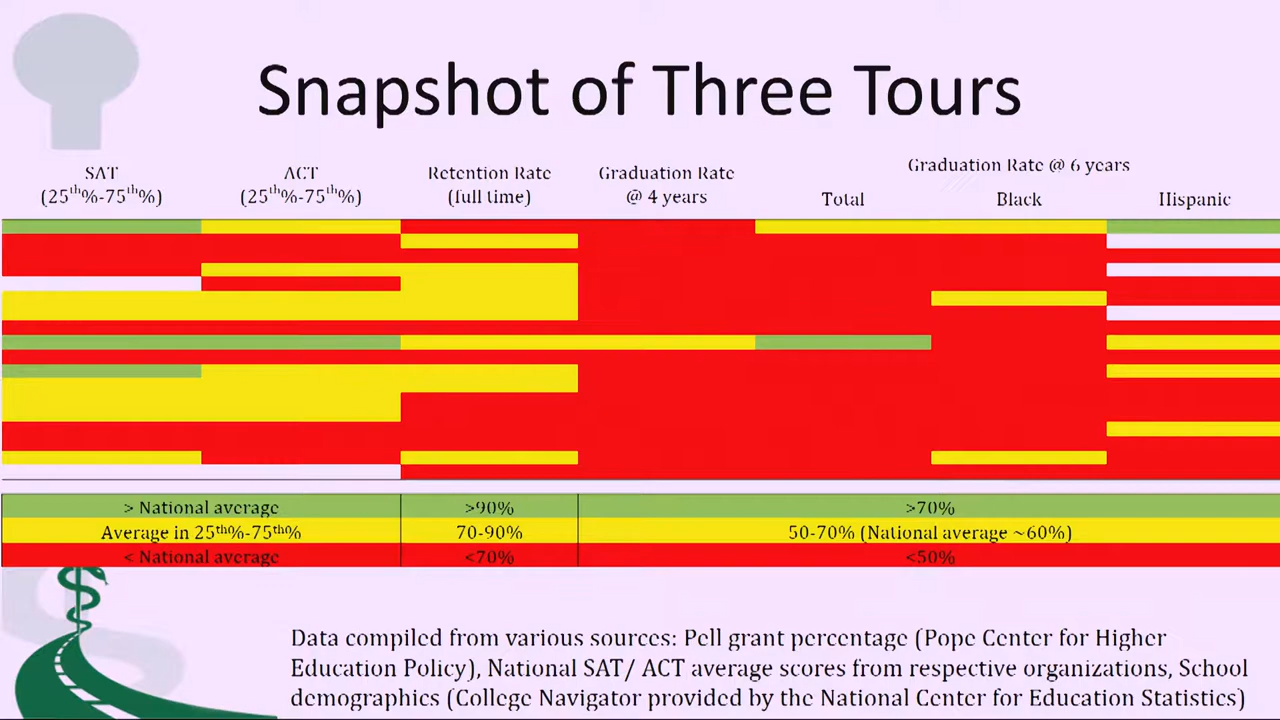 Snapshot of Three Tours
SAT
(25th%-75th%)
ACT
(25th%-75th%)
Retention Rate
(full time)
Graduation Rate
@ 4 years
Graduation Rate @ 6 years
Total
Black
Hispanic
> National average
>90%
>70%
Average in 25th%-75th%
70-90%
50-70% (National average ~60%)
< National average
<70%
<50%
Data compiled from various sources: Pell grant percentage (Pope Center for Higher
Education Policy), National SAT/ ACT average scores from respective organizations, School
demographics (College Navigator provided by the National Center for Education Statistics)